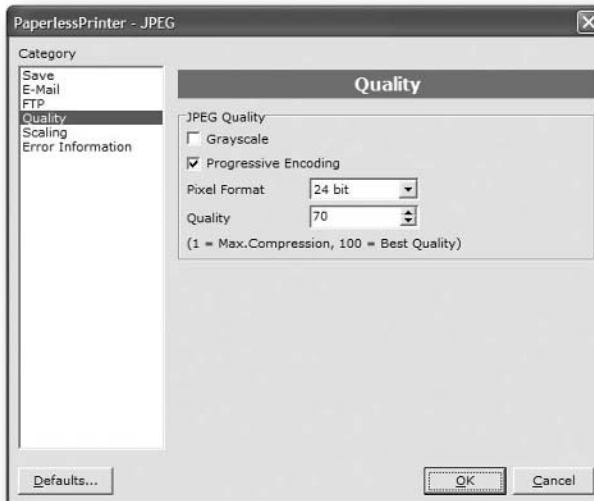 PaperlessPrinter - JPEG
Category
Save
E-Mail
FTP
Quality
Scaling
Error Information
Quality
JPEG Quality
Grayscale
Progressive Encoding
Pixel Format 24 bit
Quality 70
(1 = Max.Compression, 100 = Best Quality)
Defaults...
OK
Cancel